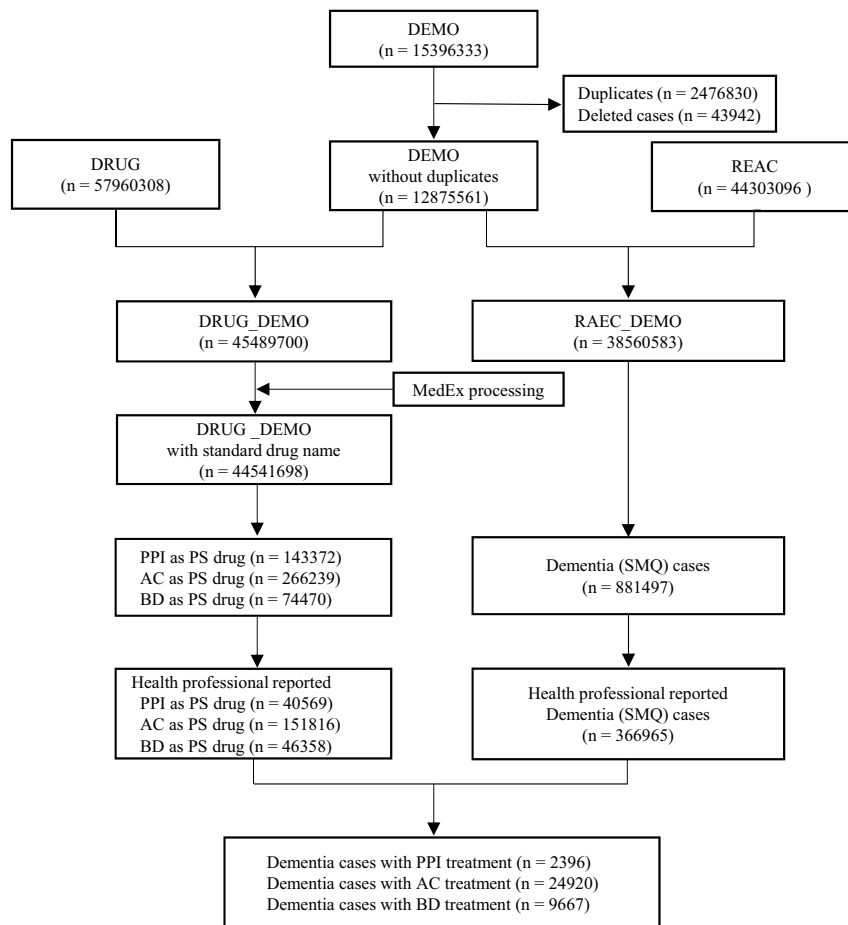 DEMO
(n = 15396333)
Duplicates (n = 2476830)
Deleted cases (n = 43942)
DRUG
(n = 57960308)
DEMO
without duplicates
(n = 12875561)
REAC
(n = 44303096 )
DRUG_DEMO
(n = 45489700)
RAEC_DEMO
(n = 38560583)
MedEx processing
DRUG _DEMO
with standard drug name
(n = 44541698)
PPI as PS drug (n = 143372)
AC as PS drug (n = 266239)
BD as PS drug (n = 74470)
Dementia (SMQ) cases
(n = 881497)
Health professional reported
PPI as PS drug (n = 40569)
AC as PS drug (n = 151816)
BD as PS drug (n = 46358)
Health professional reported
Dementia (SMQ) cases
(n = 366965)
Dementia cases with PPI treatment (n = 2396)
Dementia cases with AC treatment (n = 24920)
Dementia cases with BD treatment (n = 9667)